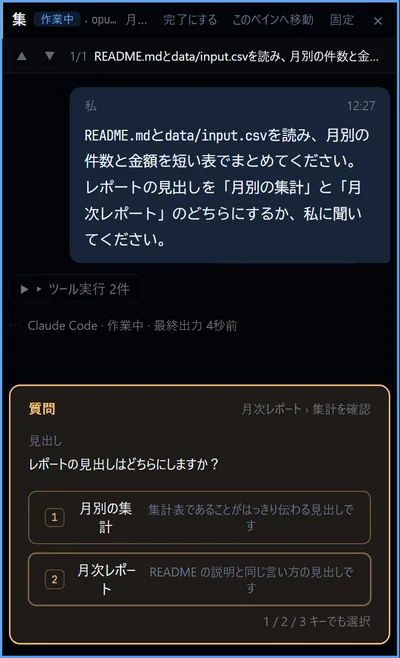 集 作業中 . opu… 月… 完了にする このペインへ移動 固定 ×
▲ ▼ 1/1 README.mdとdata/input.csvを読み、月別の件数と金…
私 12:27
README.mdとdata/input.csvを読み、月別の
件数と金額を短い表でまとめてください。
レポートの見出しを「月別の集計」と「月
次レポート」のどちらにするか、私に聞い
てください。
▶ ▸ ツール実行 2件
… Claude Code · 作業中 · 最終出力 4秒前
質問 月次レポート › 集計を確認
見出し
レポートの見出しはどちらにしますか？
1 月別の集 集計表であることがはっきり伝わる見出しで
計 す
2 月次レポー README の説明と同じ言い方の見出しで
ト す
1 / 2 / 3 キーでも選択